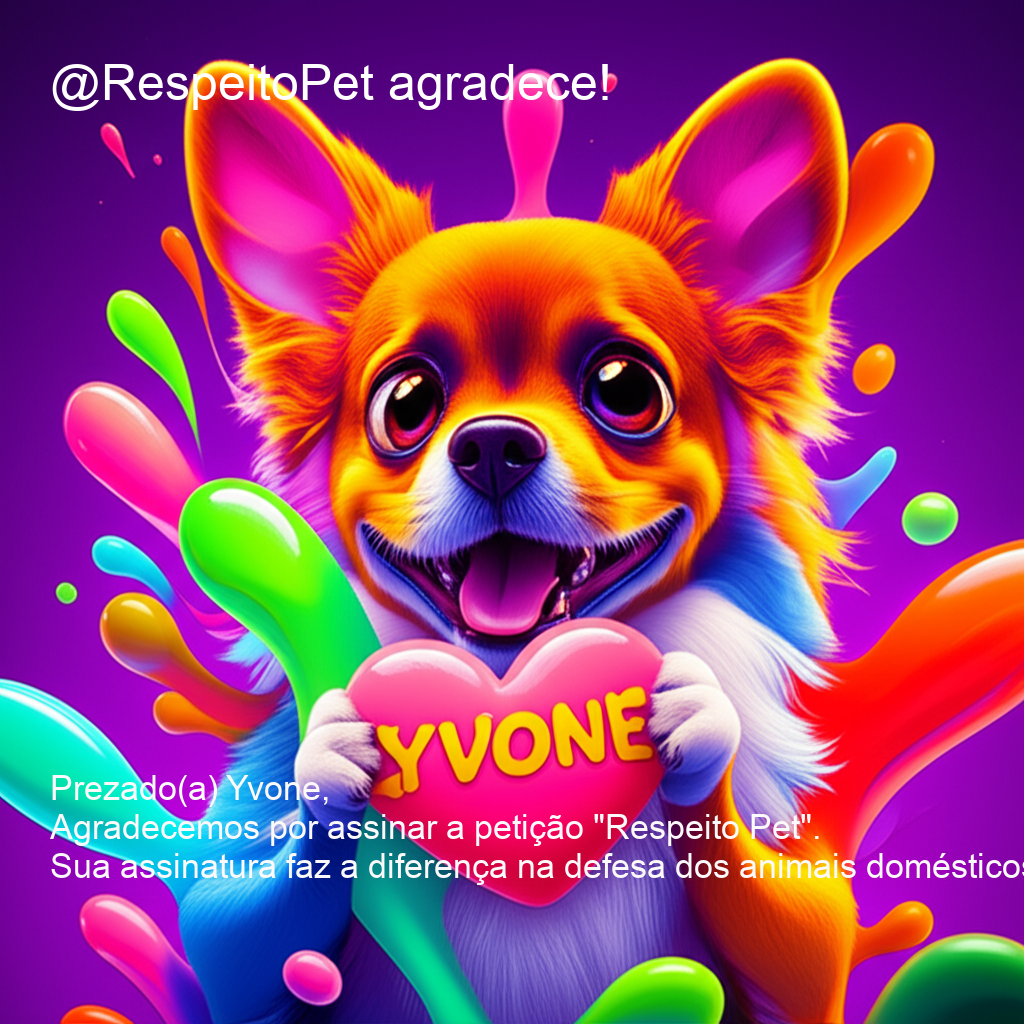 @RespeitoPet agradece!
YVONE
Prezado(a) Yvone,
Agradecemos por assinar a petição "Respeito Pet".
Sua assinatura faz a diferença na defesa dos animais domésticos